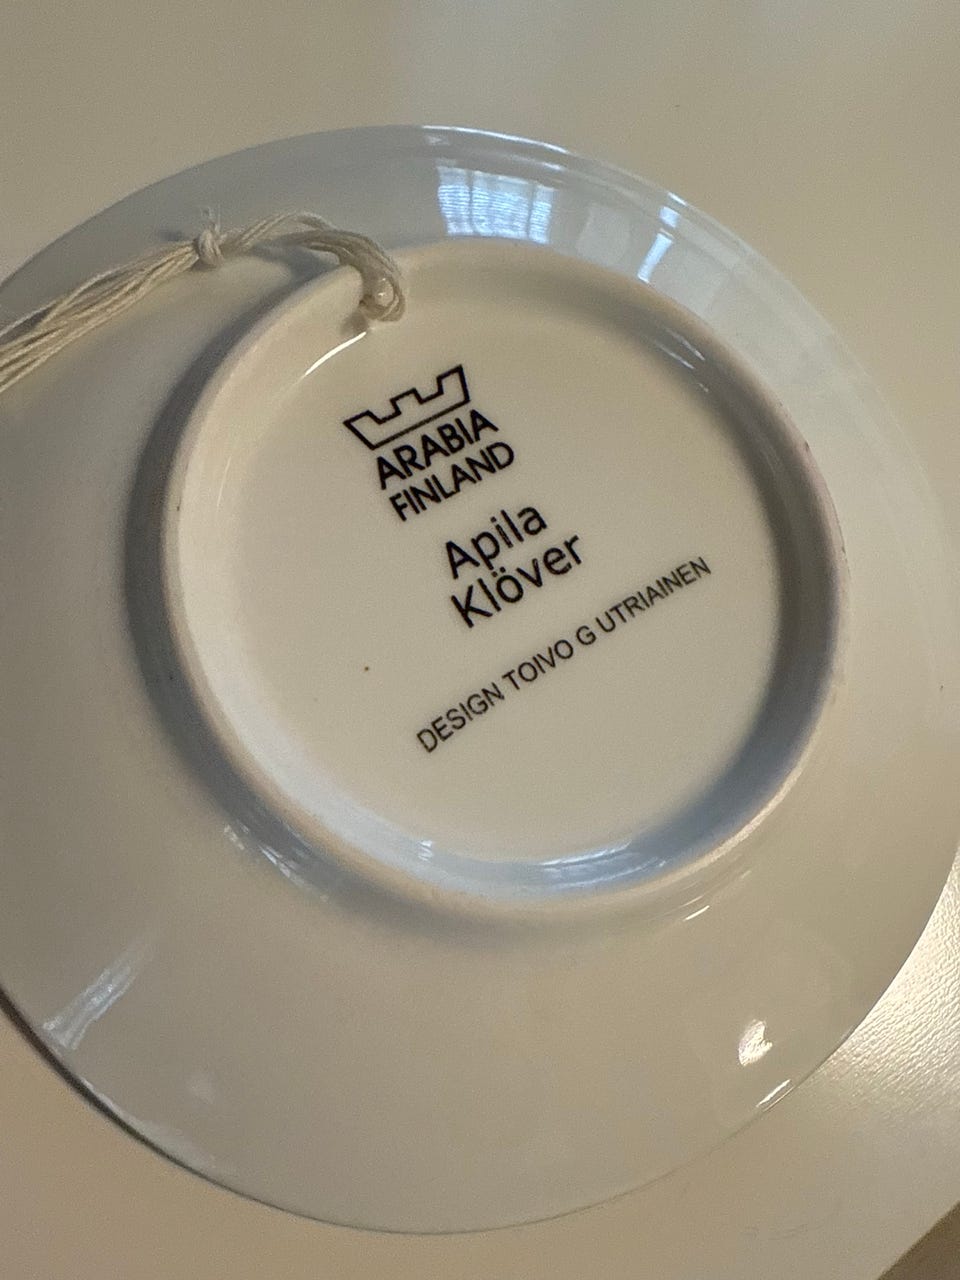 ARABIA
FINLAND
Apila
Klöver
DESIGN TOIVO G UTRIAINEN